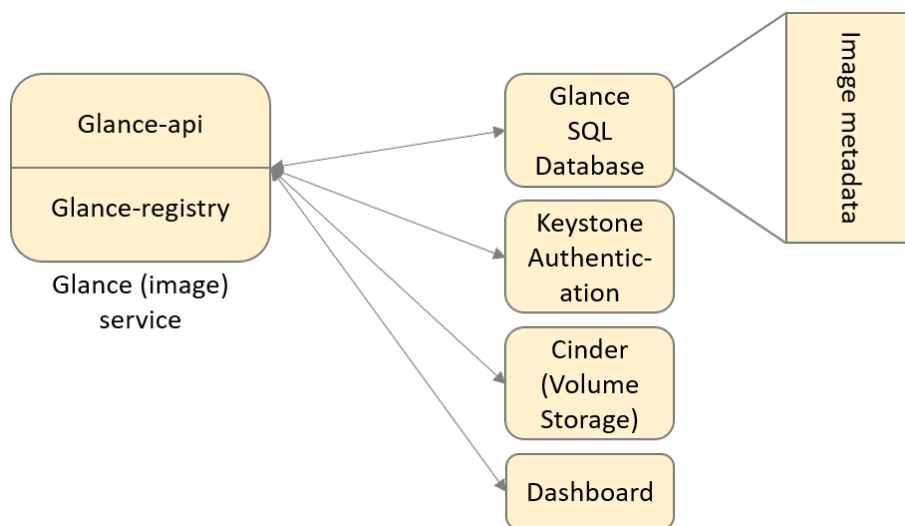 Glance-api
Glance-registry
Glance (image)
service
Glance
SQL
Database
Image metadata
Keystone
Authentic-
ation
Cinder
(Volume
Storage)
Dashboard